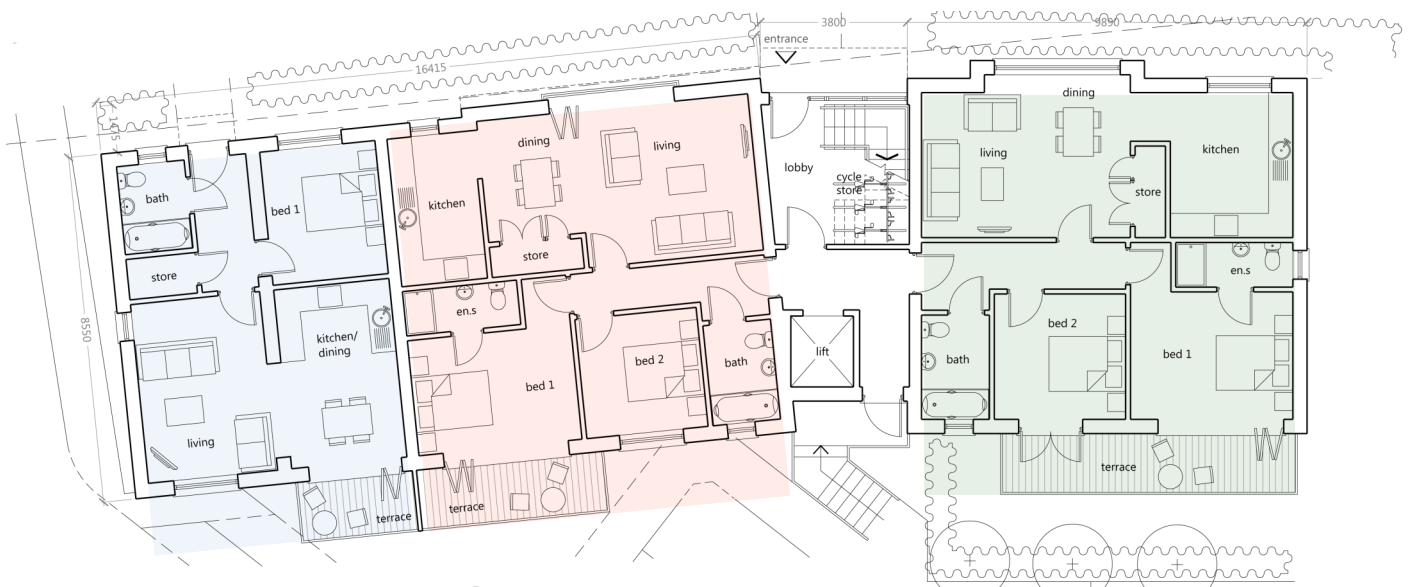 3800
9890
entrance
16415
1475
8550
bath
bed 1
store
kitchen/
dining
living
terrace
dining
living
kitchen
store
en.s
bed 1
bed 2
bath
terrace
lobby
cycle
store
lift
dining
living
kitchen
store
en.s
bed 2
bath
bed 1
terrace